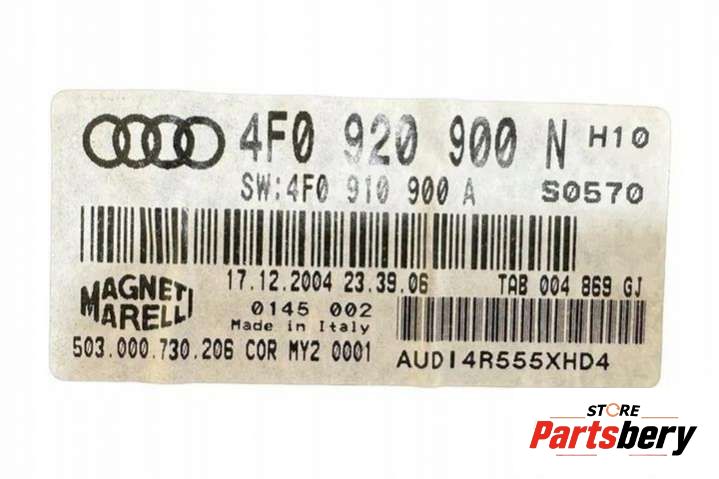 4F0 920 900 N H10
SW:4F0 910 900 A S0570
17.12.2004 23.39.06 TAB 004 869 GJ
MAGNETI
MARELLI
0145 002
Made in Italy
503.000.730.206 COR MY2 0001
AUDI4R555XHD4
STORE
Partsbery